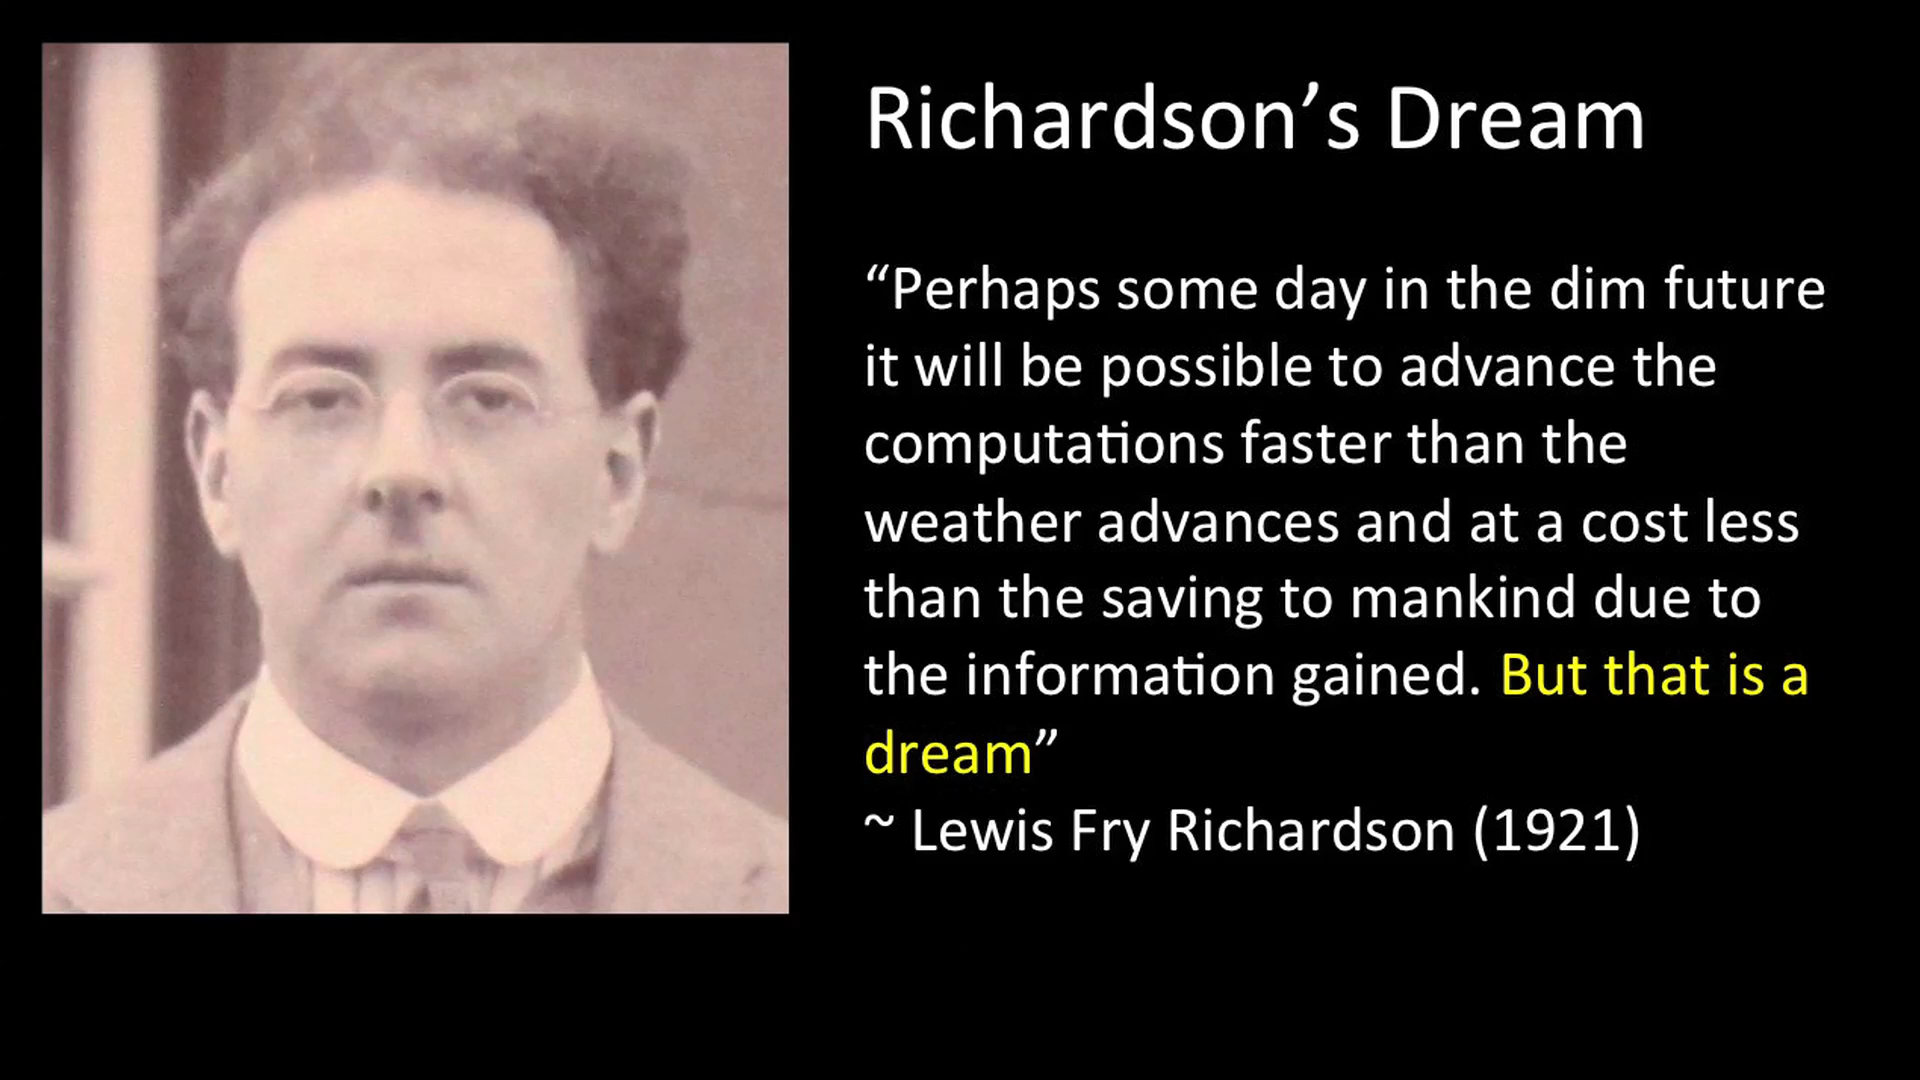 Richardson’s Dream
“Perhaps some day in the dim future
it will be possible to advance the
computations faster than the
weather advances and at a cost less
than the saving to mankind due to
the information gained. But that is a
dream”
~ Lewis Fry Richardson (1921)